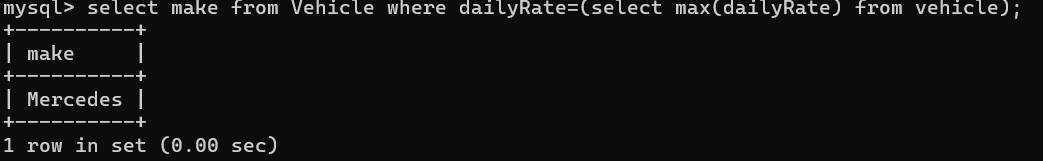 mysql> select make from Vehicle where dailyRate=(select max(dailyRate) from vehicle);
+----------+
| make     |
+----------+
| Mercedes |
+----------+
1 row in set (0.00 sec)